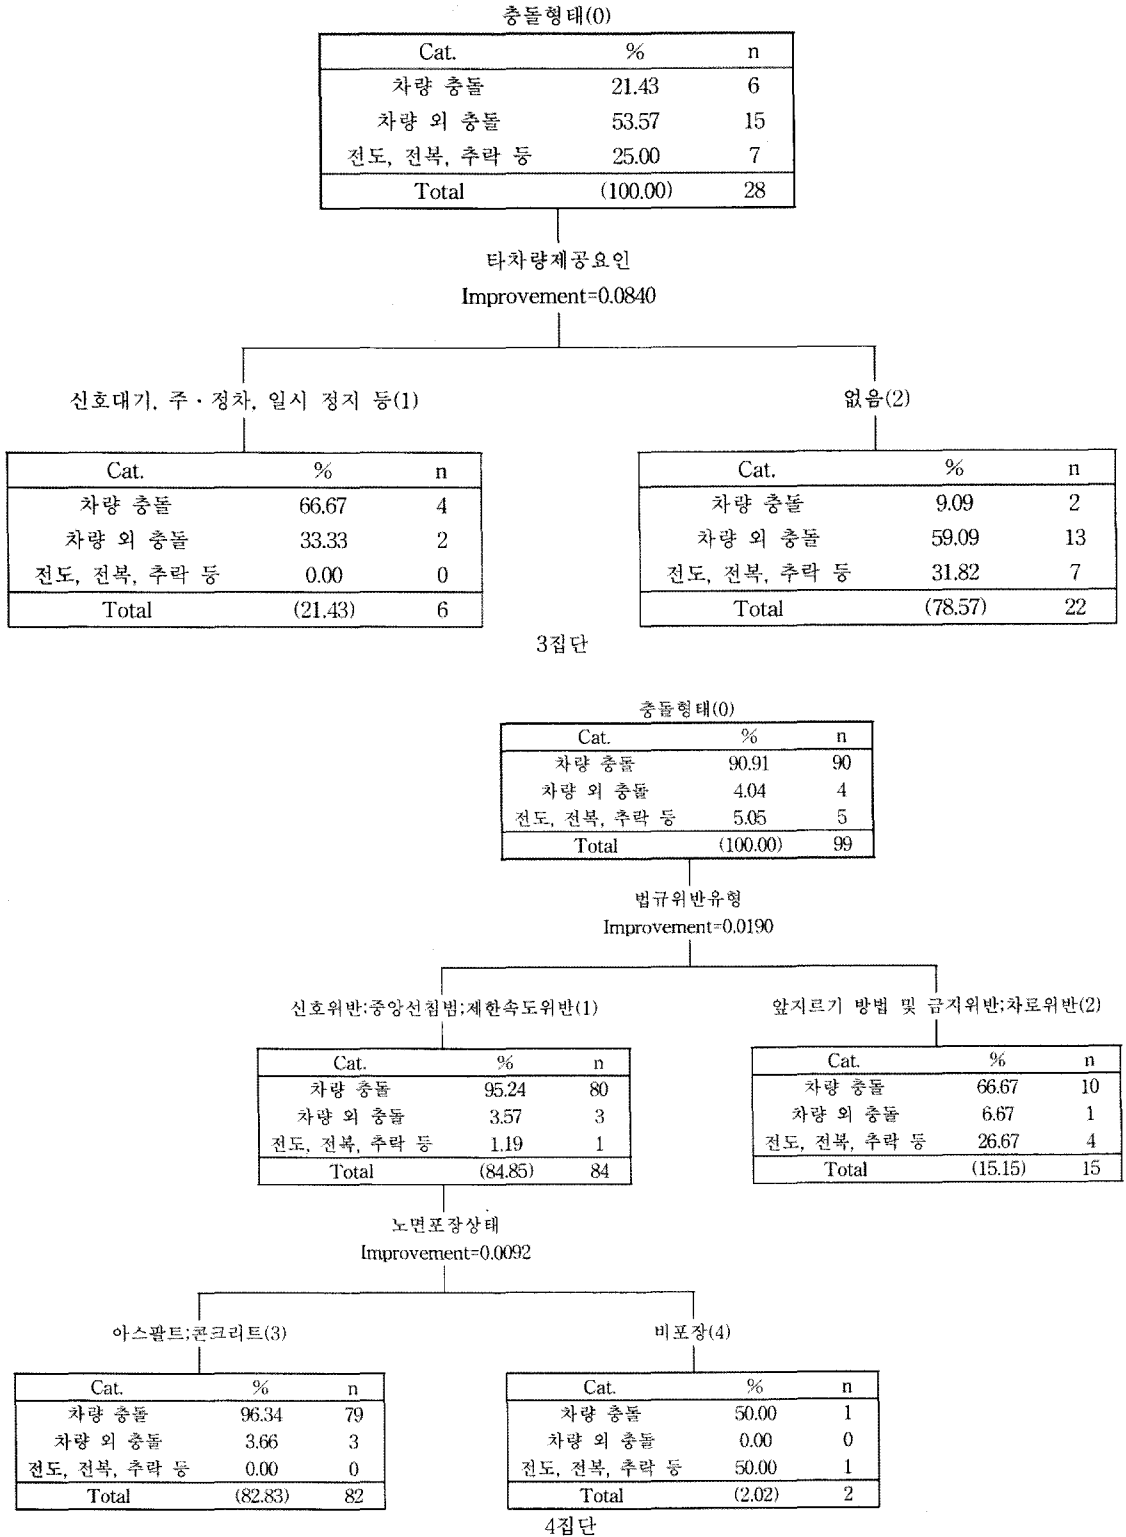 충돌형태(0)
Cat. % n
차량 충돌 21.43 6
차량 외 충돌 53.57 15
전도, 전복, 추락 등 25.00 7
Total (100.00) 28
타차량제공요인
Improvement=0.0840
신호대기, 주·정차, 일시 정지 등(1) 없음(2)
Cat. % n Cat. % n
차량 충돌 66.67 4 차량 충돌 9.09 2
차량 외 충돌 33.33 2 차량 외 충돌 59.09 13
전도, 전복, 추락 등 0.00 0 전도, 전복, 추락 등 31.82 7
Total (21.43) 6 Total (78.57) 22
3집단
충돌형태(0)
Cat. % n
차량 충돌 90.91 90
차량 외 충돌 4.04 4
전도, 전복, 추락 등 5.05 5
Total (100.00) 99
법규위반유형
Improvement=0.0190
신호위반;중앙선침범;제한속도위반(1) 앞지르기 방법 및 금지위반;차로위반(2)
Cat. % n Cat. % n
차량 충돌 95.24 80 차량 충돌 66.67 10
차량 외 충돌 3.57 3 차량 외 충돌 6.67 1
전도, 전복, 추락 등 1.19 1 전도, 전복, 추락 등 26.67 4
Total (84.85) 84 Total (15.15) 15
노면포장상태
Improvement=0.0092
아스팔트;콘크리트(3) 비포장(4)
Cat. % n Cat. % n
차량 충돌 96.34 79 차량 충돌 50.00 1
차량 외 충돌 3.66 3 차량 외 충돌 0.00 0
전도, 전복, 추락 등 0.00 0 전도, 전복, 추락 등 50.00 1
Total (82.83) 82 Total (2.02) 2
4집단